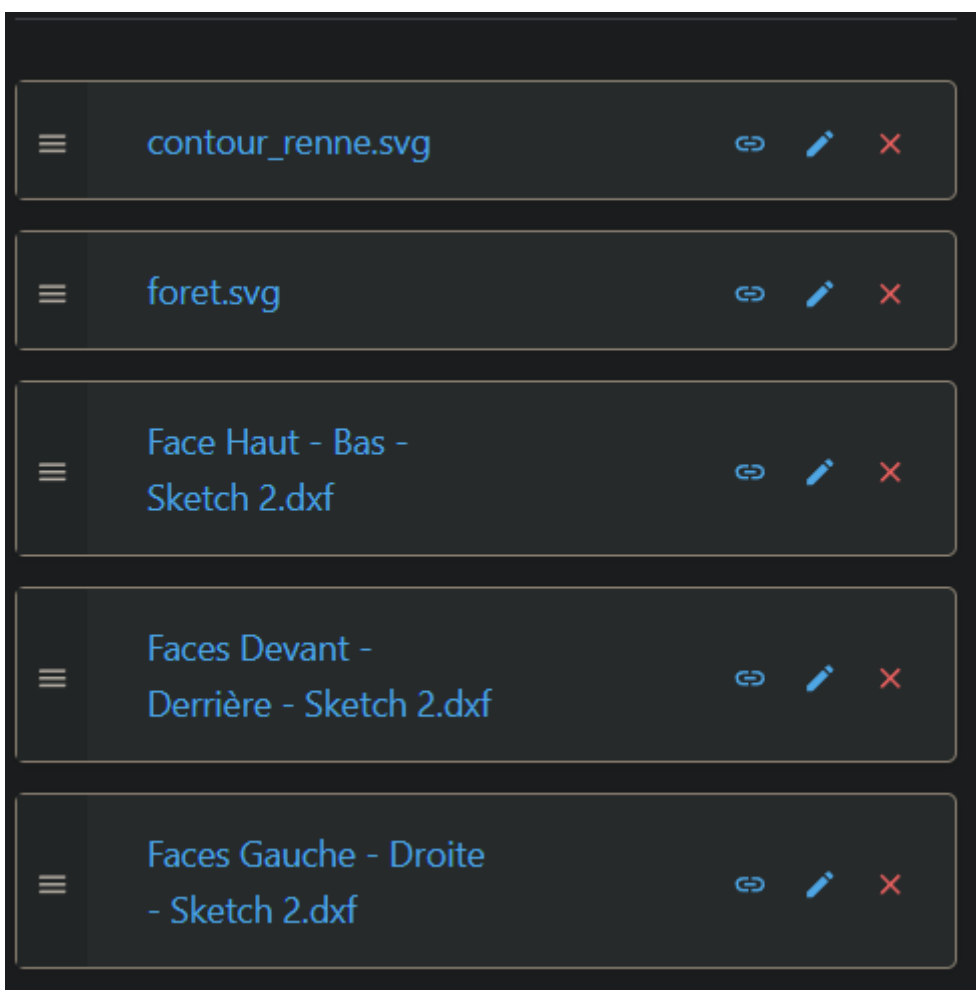 contour_renne.svg
foret.svg
Face Haut - Bas -
Sketch 2.dxf
Faces Devant -
Derrière - Sketch 2.dxf
Faces Gauche - Droite
- Sketch 2.dxf